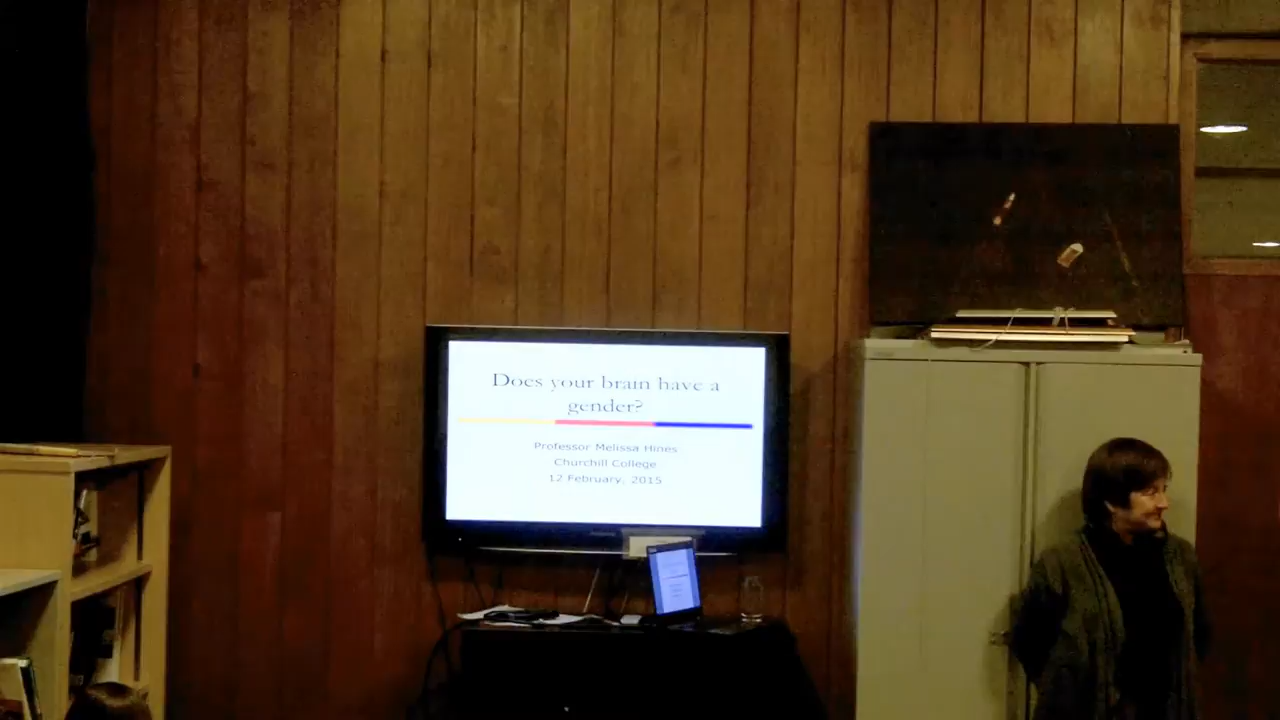 Does your brain have a
gender?
Professor Melissa Hines
Churchill College
12 February, 2015